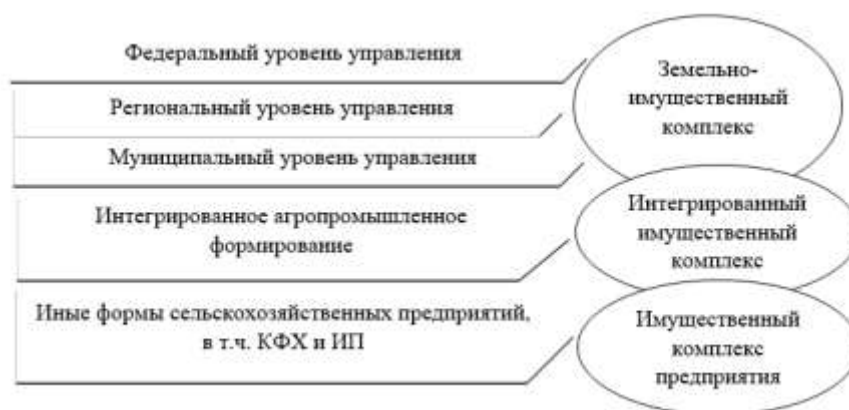 Федеральный уровень управления
Региональный уровень управления
Муниципальный уровень управления
Интегрированное агропромышленное
формирование
Иные формы сельскохозяйственных предприятий,
в т.ч. КФХ и ИП
Земельно-
имущественный
комплекс
Интегрированный
имущественный
комплекс
Имущественный
комплекс
предприятия